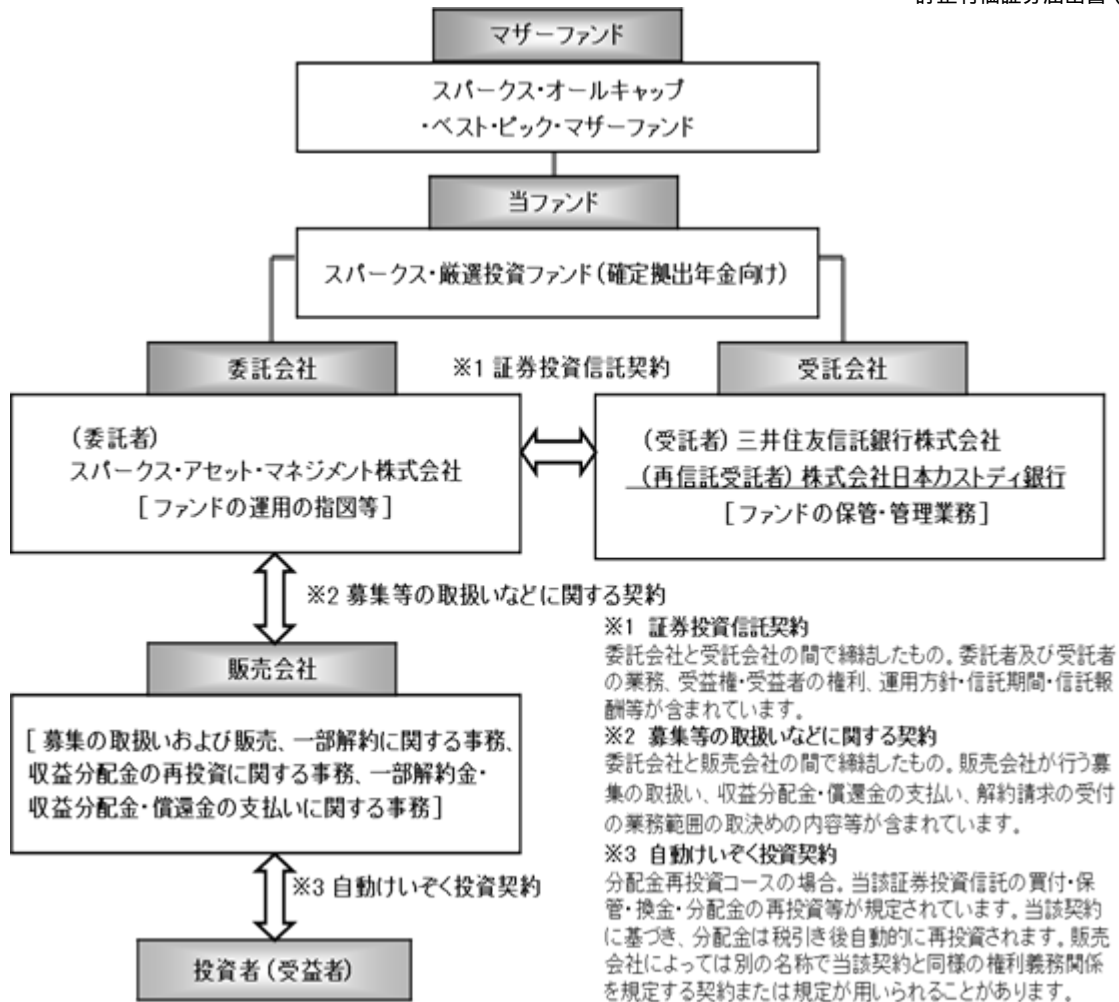 マザーファンド
スパークス・オールキャップ
・ベスト・ピック・マザーファンド
当ファンド
スパークス・厳選投資ファンド(確定拠出年金向け)
委託会社
※1 証券投資信託契約
受託会社
(委託者)
スパークス・アセット・マネジメント株式会社
[ファンドの運用の指図等]
(受託者) 三井住友信託銀行株式会社
(再信託受託者) 株式会社日本カストディ銀行
[ファンドの保管・管理業務]
※2 募集等の取扱いなどに関する契約
販売会社
[募集の取扱いおよび販売、一部解約に関する事務、
収益分配金の再投資に関する事務、一部解約金・
収益分配金・償還金の支払いに関する事務]
※3 自動けいぞく投資契約
投資者(受益者)
※1 証券投資信託契約
委託会社と受託会社の間で締結したもの。委託者及び受託者
の業務、受益権・受益者の権利、運用方針・信託期間・信託報
酬等が含まれています。
※2 募集等の取扱いなどに関する契約
委託会社と販売会社の間で締結したもの。販売会社が行う募
集の取扱い、収益分配金・償還金の支払い、解約請求の受付
の業務範囲の取決めの内容等が含まれています。
※3 自動けいぞく投資契約
分配金再投資コースの場合。当該証券投資信託の買付・保
管・換金・分配金の再投資等が規定されています。当該契約
に基づき、分配金は税引き後自動的に再投資されます。販売
会社によっては別の名称で当該契約と同様の権利義務関係
を規定する契約または規定が用いられることがあります。